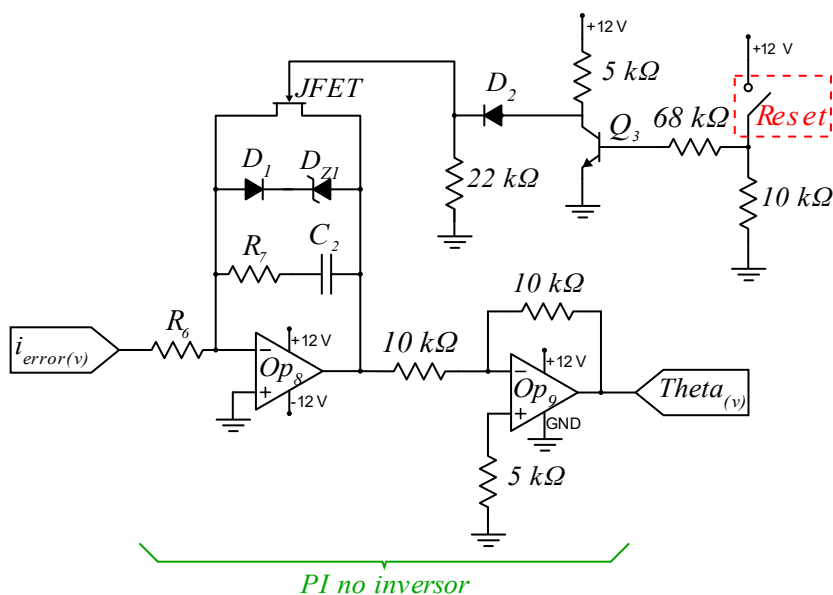 +12 V
5 kΩ
+12 V
JFET
D2
Q3
68 kΩ
Reset
D1
DZ1
22 kΩ
10 kΩ
R7
C2
10 kΩ
ierror(v)
R6
+12 V
Op8
-12 V
10 kΩ
+12 V
Op9
GND
Theta(v)
5 kΩ
PI no inversor